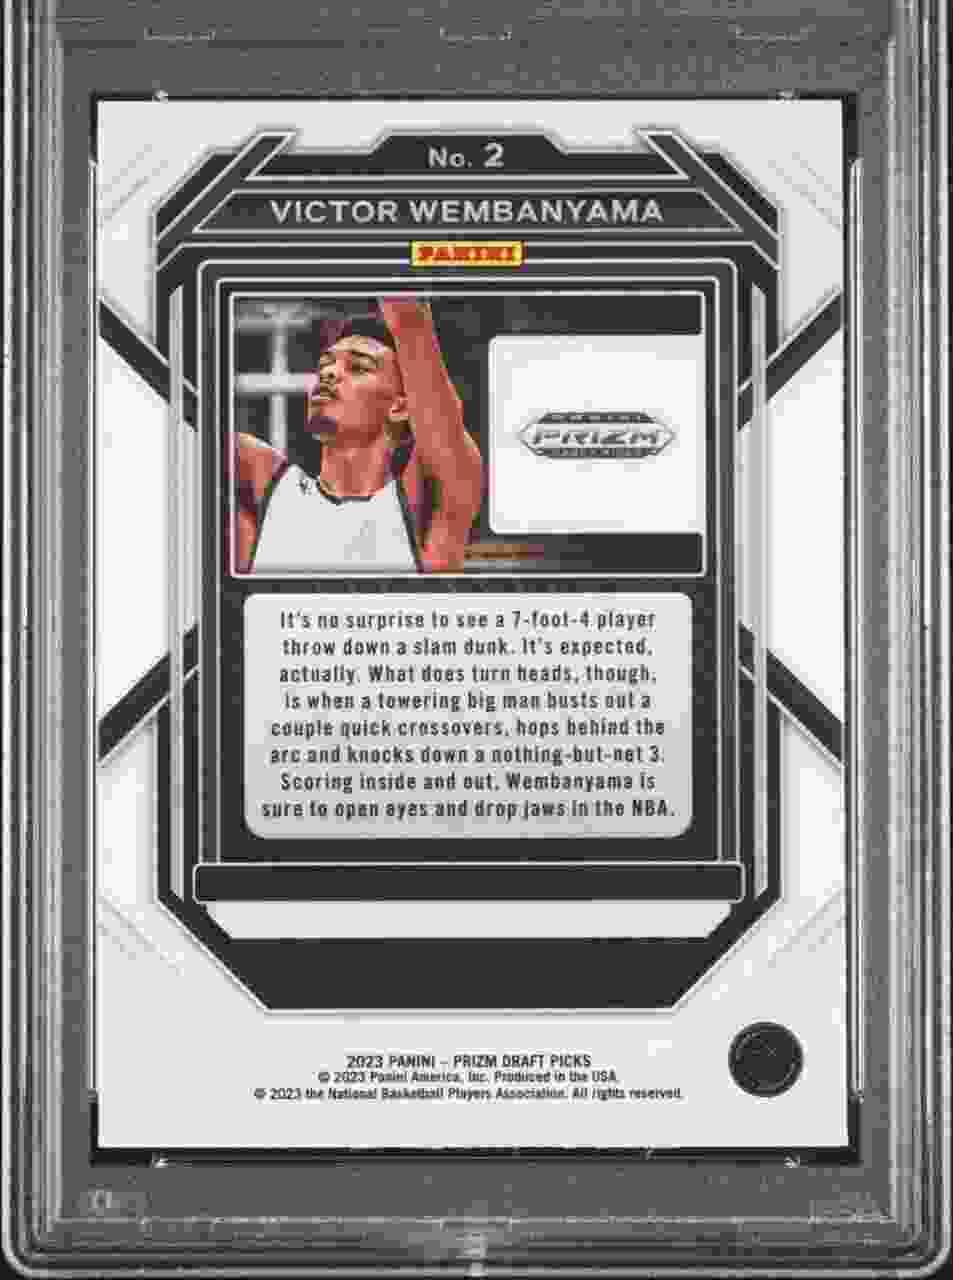 No. 2
VICTOR WEMBANYAMA
PANINI
PRIZM
It's no surprise to see a 7-foot-4 player
throw down a slam dunk. It's expected,
actually. What does turn heads, though,
is when a towering big man busts out a
couple quick crossovers, hops behind the
arc and knocks down a nothing-but-net 3.
Scoring inside and out, Wembanyama is
sure to open eyes and drop jaws in the NBA.
2023 PANINI – PRIZM DRAFT PICKS
© 2023 Panini America, Inc. Produced in the USA.
© 2023 the National Basketball Players Association. All rights reserved.